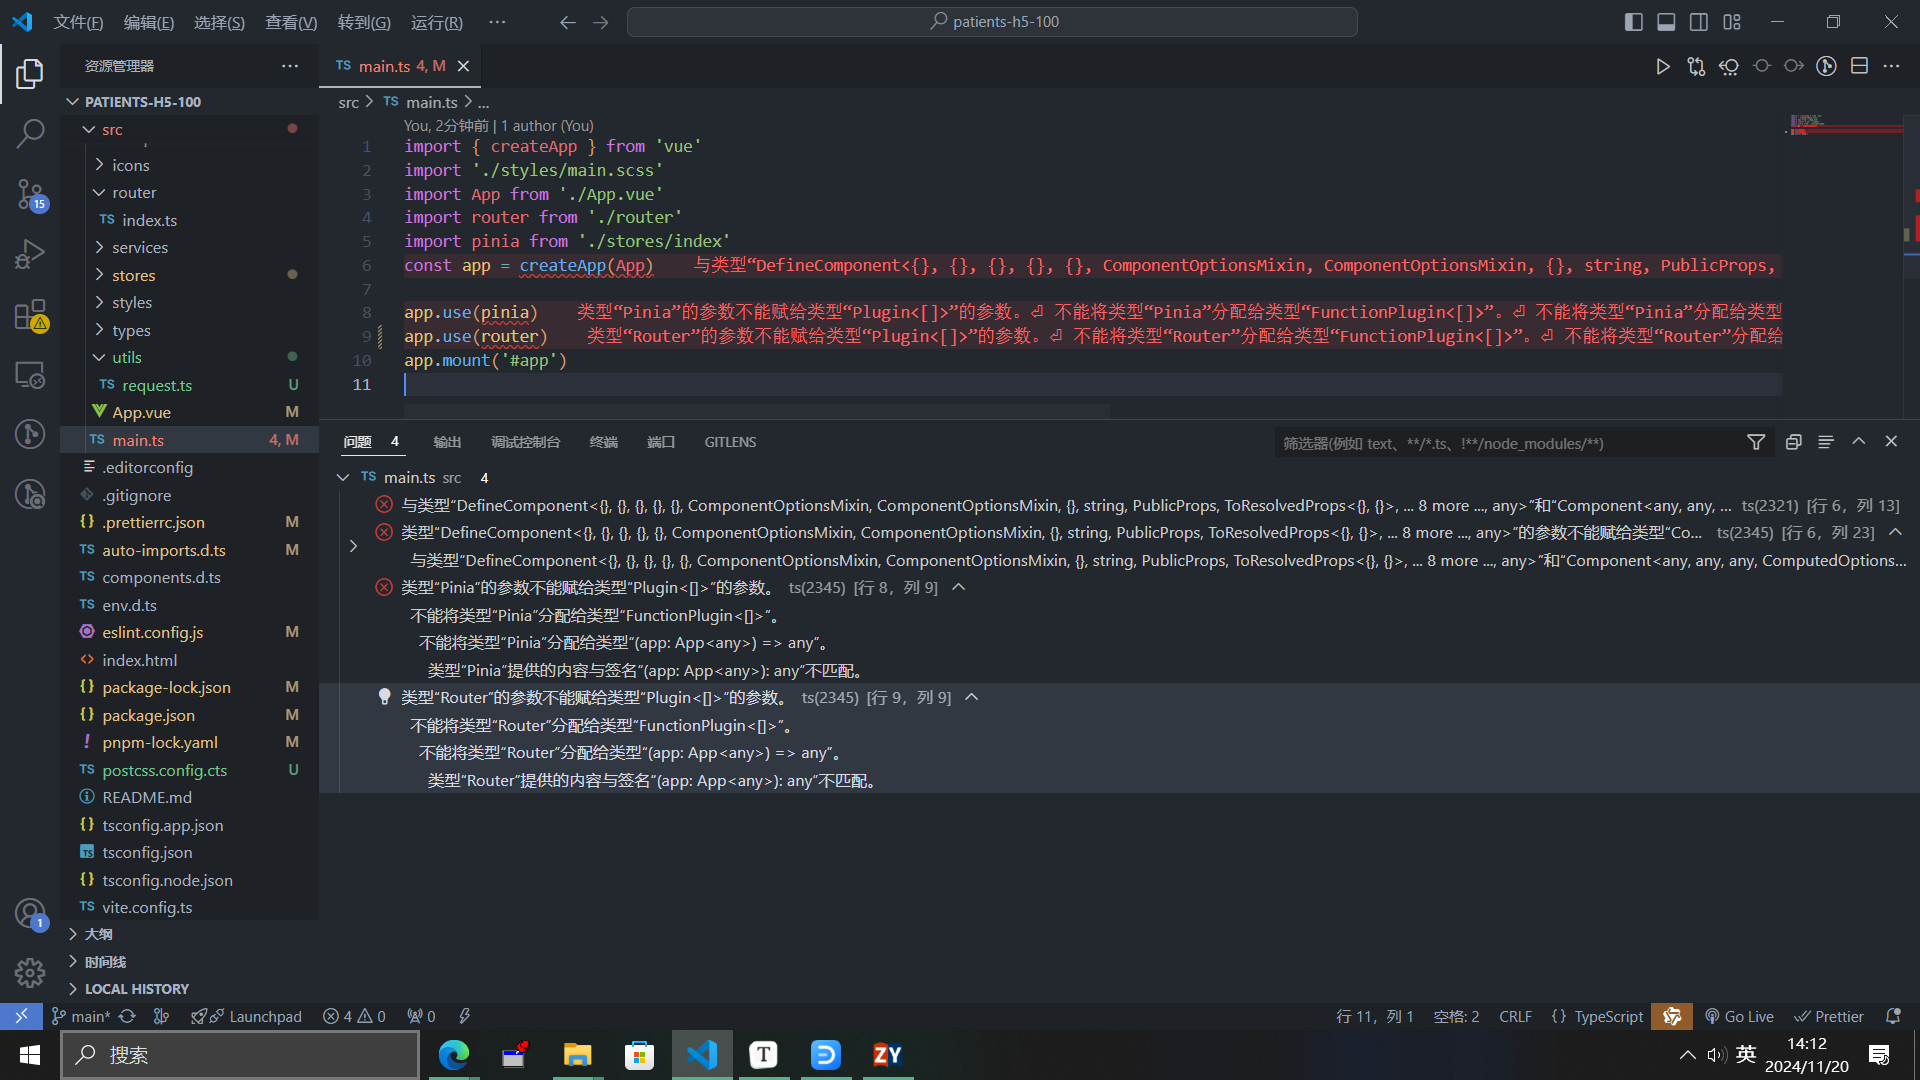 文件(F) 编辑(E) 选择(S) 查看(V) 转到(G) 运行(R) ··· patients-h5-100
资源管理器 ···
TS main.ts 4, M
PATIENTS-H5-100
src
icons
router
TS index.ts
services
stores
styles
types
utils
TS request.ts U
App.vue M
TS main.ts 4, M
.editorconfig
.gitignore
{} .prettierrc.json M
TS auto-imports.d.ts M
TS components.d.ts
TS env.d.ts
eslint.config.js M
<> index.html
{} package-lock.json M
{} package.json M
! pnpm-lock.yaml M
TS postcss.config.cts U
README.md
{} tsconfig.app.json
TS tsconfig.json
{} tsconfig.node.json
TS vite.config.ts
大纲
时间线
LOCAL HISTORY
15
1
src > TS main.ts > ...
You, 2分钟前 | 1 author (You)
1 import { createApp } from 'vue'
2 import './styles/main.scss'
3 import App from './App.vue'
4 import router from './router'
5 import pinia from './stores/index'
6 const app = createApp(App) 与类型“DefineComponent<{}, {}, {}, {}, {}, ComponentOptionsMixin, ComponentOptionsMixin, {}, string, PublicProps,
7
8 app.use(pinia) 类型“Pinia”的参数不能赋给类型“Plugin<[]>”的参数。⏎ 不能将类型“Pinia”分配给类型“FunctionPlugin<[]>”。⏎ 不能将类型“Pinia”分配给类型
9 app.use(router) 类型“Router”的参数不能赋给类型“Plugin<[]>”的参数。⏎ 不能将类型“Router”分配给类型“FunctionPlugin<[]>”。⏎ 不能将类型“Router”分配给
10 app.mount('#app')
11
问题 4 输出 调试控制台 终端 端口 GITLENS 筛选器(例如 text、**/*.ts、!**/node_modules/**)
TS main.ts src 4
与类型“DefineComponent<{}, {}, {}, {}, {}, ComponentOptionsMixin, ComponentOptionsMixin, {}, string, PublicProps, ToResolvedProps<{}, {}>, ... 8 more ..., any>”和“Component<any, any, ... ts(2321) [行 6，列 13]
类型“DefineComponent<{}, {}, {}, {}, {}, ComponentOptionsMixin, ComponentOptionsMixin, {}, string, PublicProps, ToResolvedProps<{}, {}>, ... 8 more ..., any>”的参数不能赋给类型“Co... ts(2345) [行 6，列 23]
与类型“DefineComponent<{}, {}, {}, {}, {}, ComponentOptionsMixin, ComponentOptionsMixin, {}, string, PublicProps, ToResolvedProps<{}, {}>, ... 8 more ..., any>”和“Component<any, any, any, ComputedOptions...
类型“Pinia”的参数不能赋给类型“Plugin<[]>”的参数。 ts(2345) [行 8，列 9]
不能将类型“Pinia”分配给类型“FunctionPlugin<[]>”。
不能将类型“Pinia”分配给类型“(app: App<any>) => any”。
类型“Pinia”提供的内容与签名“(app: App<any>): any”不匹配。
类型“Router”的参数不能赋给类型“Plugin<[]>”的参数。 ts(2345) [行 9，列 9]
不能将类型“Router”分配给类型“FunctionPlugin<[]>”。
不能将类型“Router”分配给类型“(app: App<any>) => any”。
类型“Router”提供的内容与签名“(app: App<any>): any”不匹配。
main* Launchpad 4 0 0 行 11，列 1 空格: 2 CRLF {} TypeScript Go Live Prettier
搜索 T ZY 英 14:12
2024/11/20